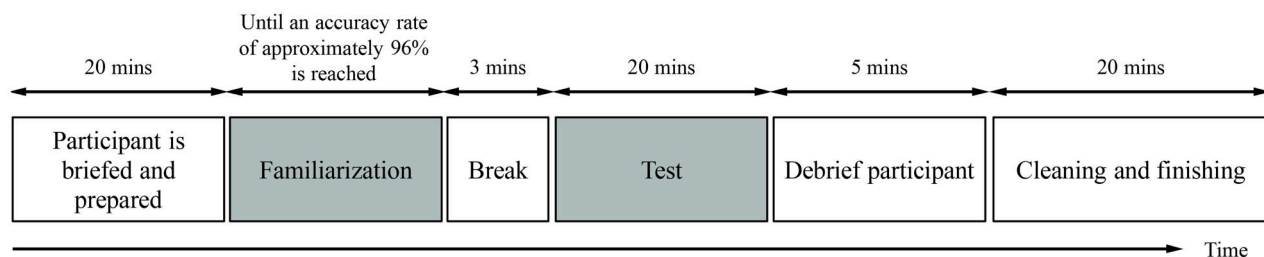 Until an accuracy rate
of approximately 96%
is reached
20 mins
3 mins
20 mins
5 mins
20 mins
Participant is
briefed and
prepared
Familiarization
Break
Test
Debrief participant
Cleaning and finishing
Time